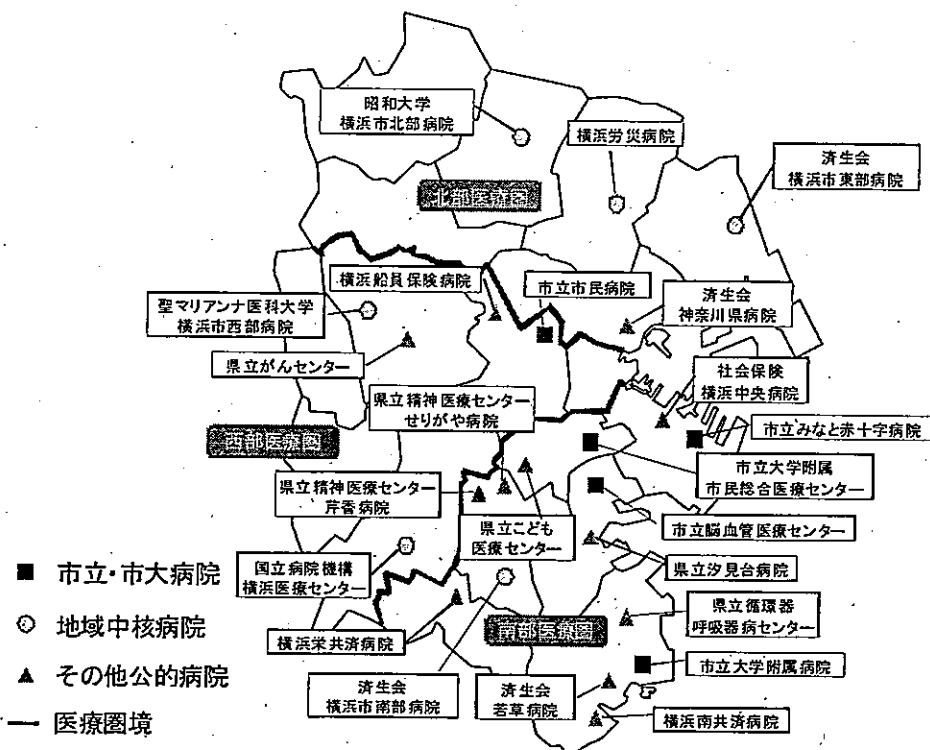 昭和大学
横浜市北部病院
横浜労災病院
済生会
横浜市東部病院
北部医療圏
横浜船員保険病院
市立市民病院
済生会
神奈川県病院
聖マリアンナ医科大学
横浜市西部病院
県立がんセンター
社会保険
横浜中央病院
県立精神医療センター
せりがや病院
市立みなと赤十字病院
西部医療圏
市立大学附属
市民総合医療センター
県立精神医療センター
芹香病院
県立こども
医療センター
市立脳血管医療センター
国立病院機構
横浜医療センター
県立汐見台病院
県立循環器
呼吸器病センター
横浜栄共済病院
南部医療圏
市立大学附属病院
済生会
横浜市南部病院
済生会
若草病院
横浜南共済病院
■ 市立・市大病院
○ 地域中核病院
▲ その他公的病院
― 医療圏境